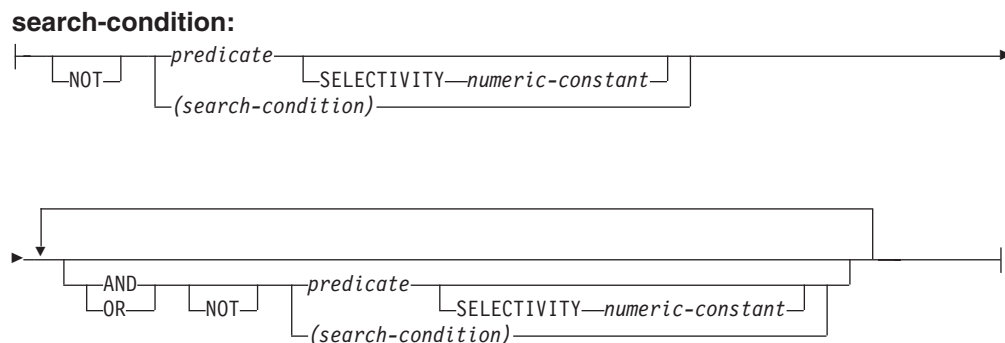 search-condition:
predicate
NOT SELECTIVITY numeric-constant
(search-condition)
AND predicate
OR NOT SELECTIVITY numeric-constant
(search-condition)